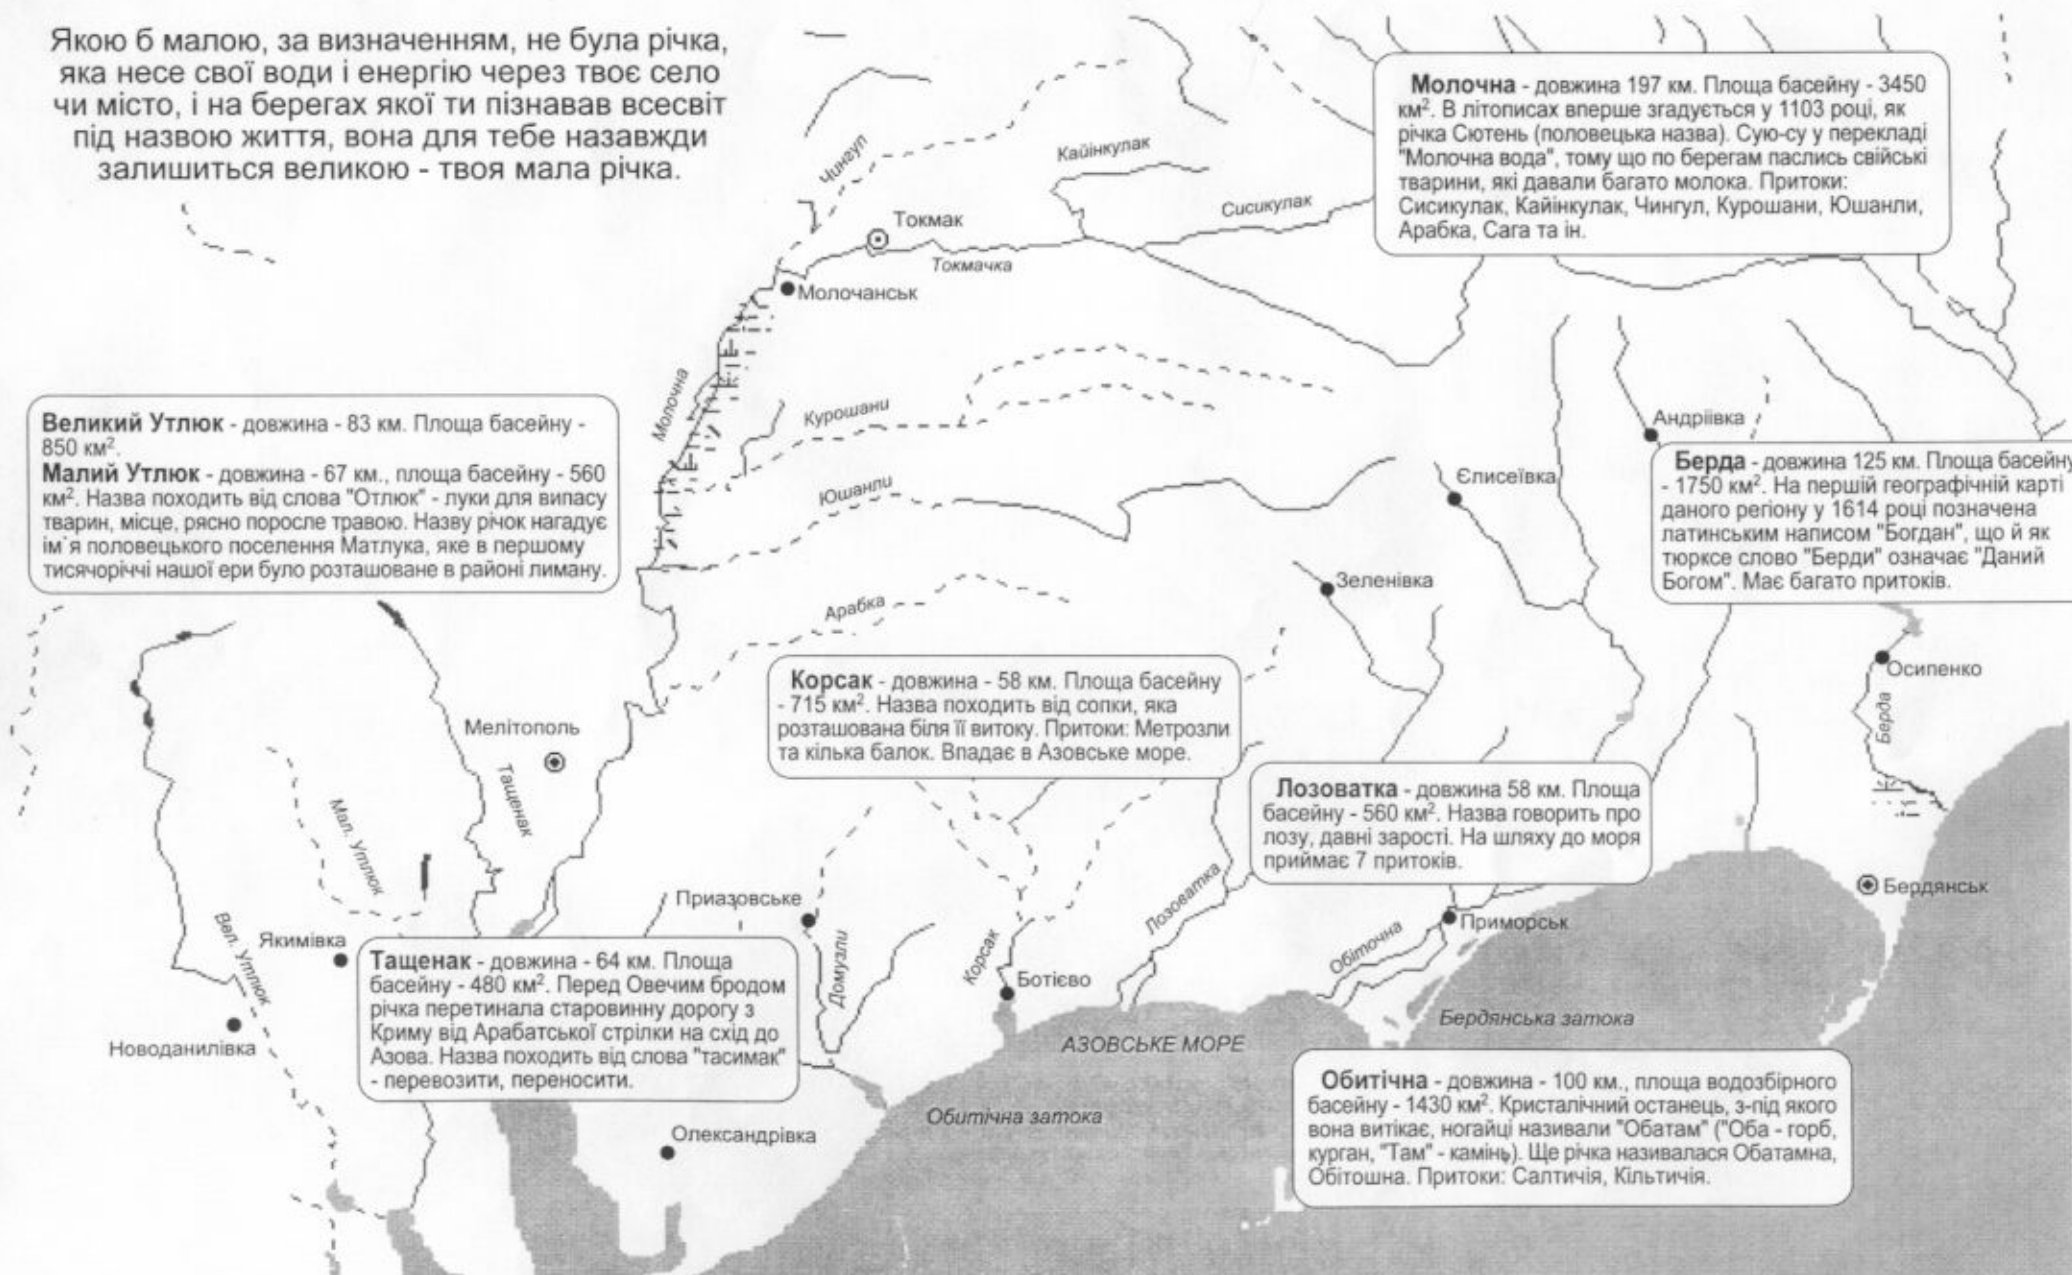 Якою б малою, за визначенням, не була річка,
яка несе свої води і енергію через твоє село
чи місто, і на берегах якої ти пізнавав всесвіт
під назвою життя, вона для тебе назавжди
залишиться великою - твоя мала річка.
Молочна - довжина 197 км. Площа басейну - 3450
км². В літописах вперше згадується у 1103 році, як
річка Сютень (половецька назва). Сую-су у перекладі
"Молочна вода", тому що по берегам паслись свійські
тварини, які давали багато молока. Притоки:
Сисикулак, Кайінкулак, Чингул, Курошани, Юшанли,
Арабка, Сага та ін.
Чингул
Кайінкулак
Сисикулак
Токмак
Токмачка
Молочанськ
Молочна
Курошани
Юшанли
Арабка
Великий Утлюк - довжина - 83 км. Площа басейну -
850 км².
Малий Утлюк - довжина - 67 км., площа басейну - 560
км². Назва походить від слова "Отлюк" - луки для випасу
тварин, місце, рясно поросле травою. Назву річок нагадує
ім`я половецького поселення Матлука, яке в першому
тисячоріччі нашої ери було розташоване в районі лиману.
Андріївка
Єлисеївка
Зеленівка
Берда - довжина 125 км. Площа басейну
- 1750 км². На першій географічній карті
даного регіону у 1614 році позначена
латинським написом "Богдан", що й як
тюрксе слово "Берди" означає "Даний
Богом". Має багато притоків.
Осипенко
Берда
Корсак - довжина - 58 км. Площа басейну
- 715 км². Назва походить від сопки, яка
розташована біля її витоку. Притоки: Метрозли
та кілька балок. Впадає в Азовське море.
Мелітополь
Тащенак
Мал. Утлюк
Лозоватка - довжина 58 км. Площа
басейну - 560 км². Назва говорить про
лозу, давні зарості. На шляху до моря
приймає 7 притоків.
Приазовське
Домузли
Корсак
Лозоватка
Обіточна
Приморськ
Бердянськ
Якимівка
Вел. Утлюк
Новоданилівка
Тащенак - довжина - 64 км. Площа
басейну - 480 км². Перед Овечим бродом
річка перетинала старовинну дорогу з
Криму від Арабатської стрілки на схід до
Азова. Назва походить від слова "тасимак"
- перевозити, переносити.
Ботієво
АЗОВСЬКЕ МОРЕ
Бердянська затока
Обитічна затока
Олександрівка
Обитічна - довжина - 100 км., площа водозбірного
басейну - 1430 км². Кристалічний останець, з-під якого
вона витікає, ногайці називали "Обатам" ("Оба - горб,
курган, "Там" - камінь). Ще річка називалася Обатамна,
Обітошна. Притоки: Салтичія, Кільтичія.